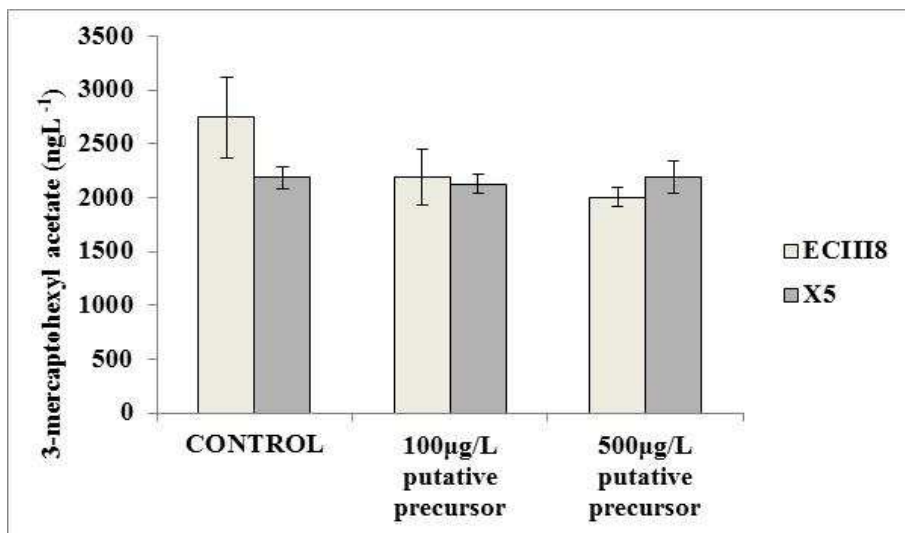 3-mercaptohexyl acetate (ngL -1)
3500
3000
2500
2000
1500
1000
500
0
CONTROL
100µg/L
putative
precursor
500µg/L
putative
precursor
ECIII8
X5